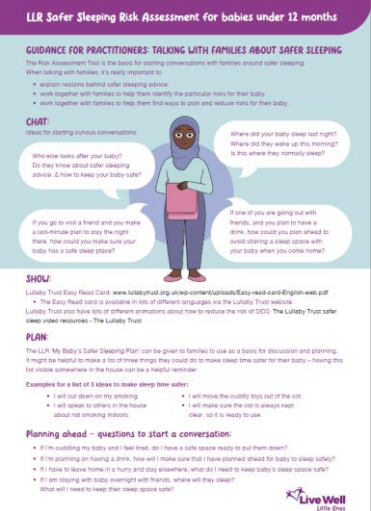 LLR Safer Sleeping Risk Assessment for babies under 12 months
GUIDANCE FOR PRACTITIONERS: TALKING WITH FAMILIES ABOUT SAFER SLEEPING
The Risk Assessment Tool is the basis for starting conversations with families around safer sleeping.
When talking with families, it's really important to:
• explain reasons behind safer sleeping advice.
• work together with families to help them identify the particular risks for their baby.
• work together with families to help them find ways to plan and reduce risks for their baby.
CHAT:
Ideas for starting curious conversations:
Who else looks after your baby?
Do they know about safer sleeping
advice, & how to keep your baby safe?
Where did your baby sleep last night?
Where did they wake up this morning?
Is this where they normally sleep?
If you go to visit a friend and you make
a last-minute plan to stay the night
there, how could you make sure your
baby has a safe sleep place?
If one of you are going out with
friends, and you plan to have a
drink, how could you plan ahead to
avoid sharing a sleep space with
your baby when you come home?
SHOW:
Lullaby Trust Easy Read Card: www.lullabytrust.org.uk/wp-content/uploads/Easy-read-card-English-web.pdf
• The Easy Read card is available in lots of different languages via the Lullaby Trust website
Lullaby Trust also have lots of different animations about how to reduce the risk of SIDS: The Lullaby Trust safer
sleep video resources - The Lullaby Trust
PLAN:
The LLR 'My Baby's Safer Sleeping Plan' can be given to families to use as a basis for discussion and planning.
It might be helpful to make a list of three things they could do to make sleep time safer for their baby – having this
list visible somewhere in the house can be a helpful reminder.
Examples for a list of 3 ideas to make sleep time safer:
• I will cut down on my smoking.
• I will speak to others in the house
about not smoking indoors.
• I will move the cuddly toys out of the cot.
• I will make sure the cot is always kept
clear, so it is ready to use.
Planning ahead – questions to start a conversation:
• If I'm cuddling my baby and I feel tired, do I have a safe space ready to put them down?
• If I'm planning on having a drink, how will I make sure that I have planned ahead for baby to sleep safely?
• If I have to leave home in a hurry and stay elsewhere, what do I need to keep baby's sleep space safe?
• If I am staying with baby overnight with friends, where will they sleep?
What will I need to keep their sleep space safe?
Live Well
Little Ones